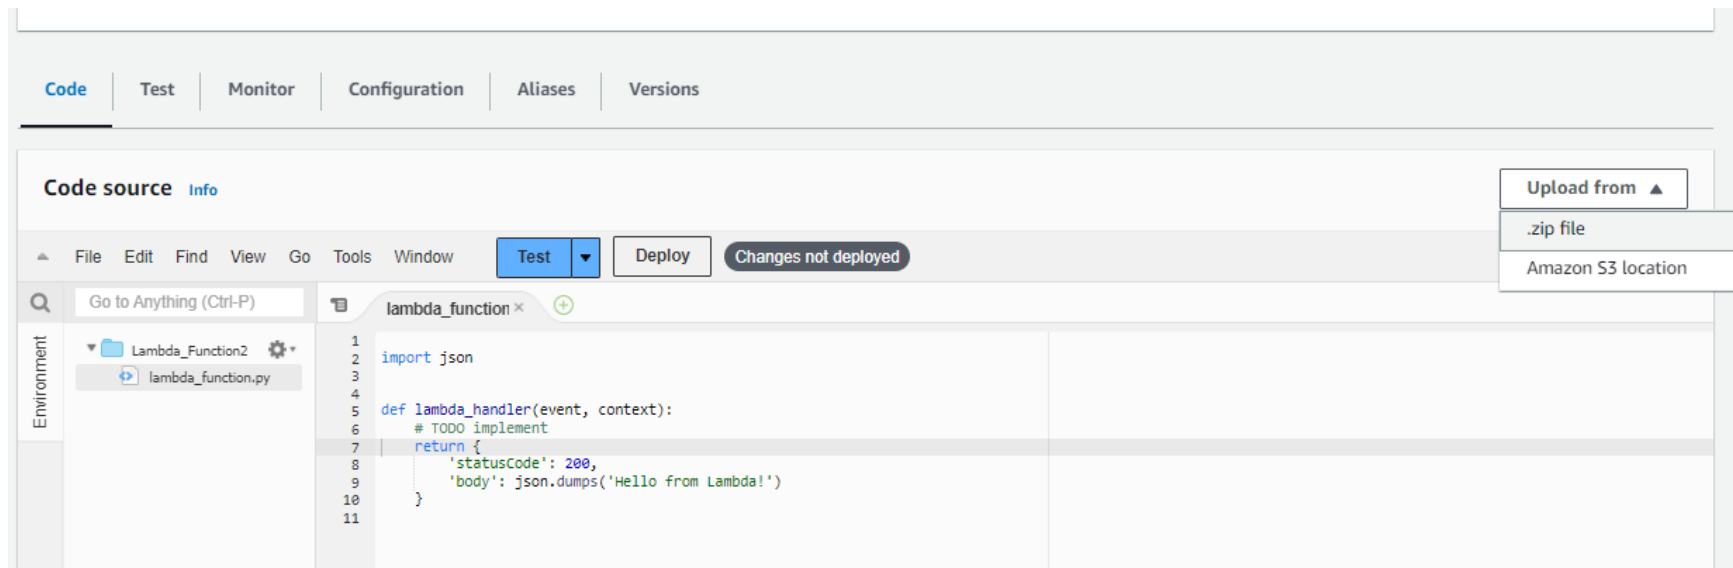 Code Test Monitor Configuration Aliases Versions
Code source Info
Upload from
.zip file
Amazon S3 location
File Edit Find View Go Tools Window Test Deploy Changes not deployed
Go to Anything (Ctrl-P)
lambda_function
Environment
Lambda_Function2
lambda_function.py
1
2 import json
3
4
5 def lambda_handler(event, context):
6 # TODO implement
7 return {
8 'statusCode': 200,
9 'body': json.dumps('Hello from Lambda!')
10 }
11